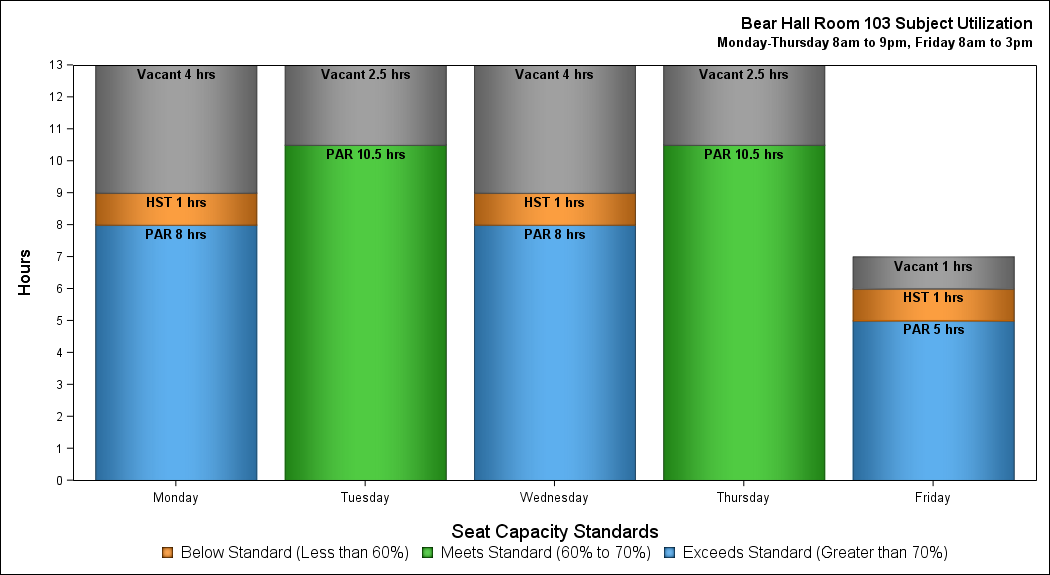 Bear Hall Room 103 Subject Utilization
Monday-Thursday 8am to 9pm, Friday 8am to 3pm
Hours
13
12
11
10
9
8
7
6
5
4
3
2
1
0
Vacant 4 hrs
HST 1 hrs
PAR 8 hrs
Vacant 2.5 hrs
PAR 10.5 hrs
Vacant 4 hrs
HST 1 hrs
PAR 8 hrs
Vacant 2.5 hrs
PAR 10.5 hrs
Vacant 1 hrs
HST 1 hrs
PAR 5 hrs
Monday Tuesday Wednesday Thursday Friday
Seat Capacity Standards
Below Standard (Less than 60%) Meets Standard (60% to 70%) Exceeds Standard (Greater than 70%)